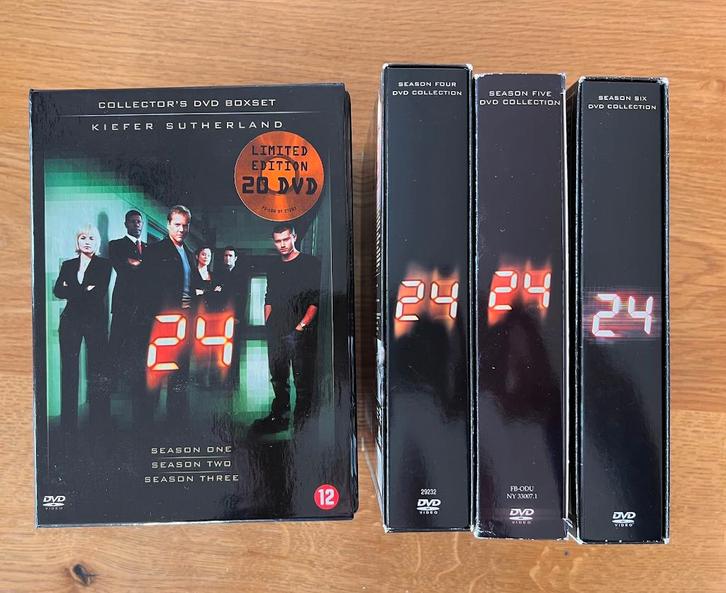 COLLECTOR'S DVD BOXSET
KIEFER SUTHERLAND
LIMITED
EDITION
20 DVD
24
SEASON ONE
SEASON TWO
SEASON THREE
DVD
VIDEO
12
SEASON FOUR
DVD COLLECTION
24
29232
DVD
VIDEO
SEASON FIVE
DVD COLLECTION
24
FB-ODU
NY 33007.1
DVD
VIDEO
SEASON SIX
DVD COLLECTION
24
DVD
VIDEO